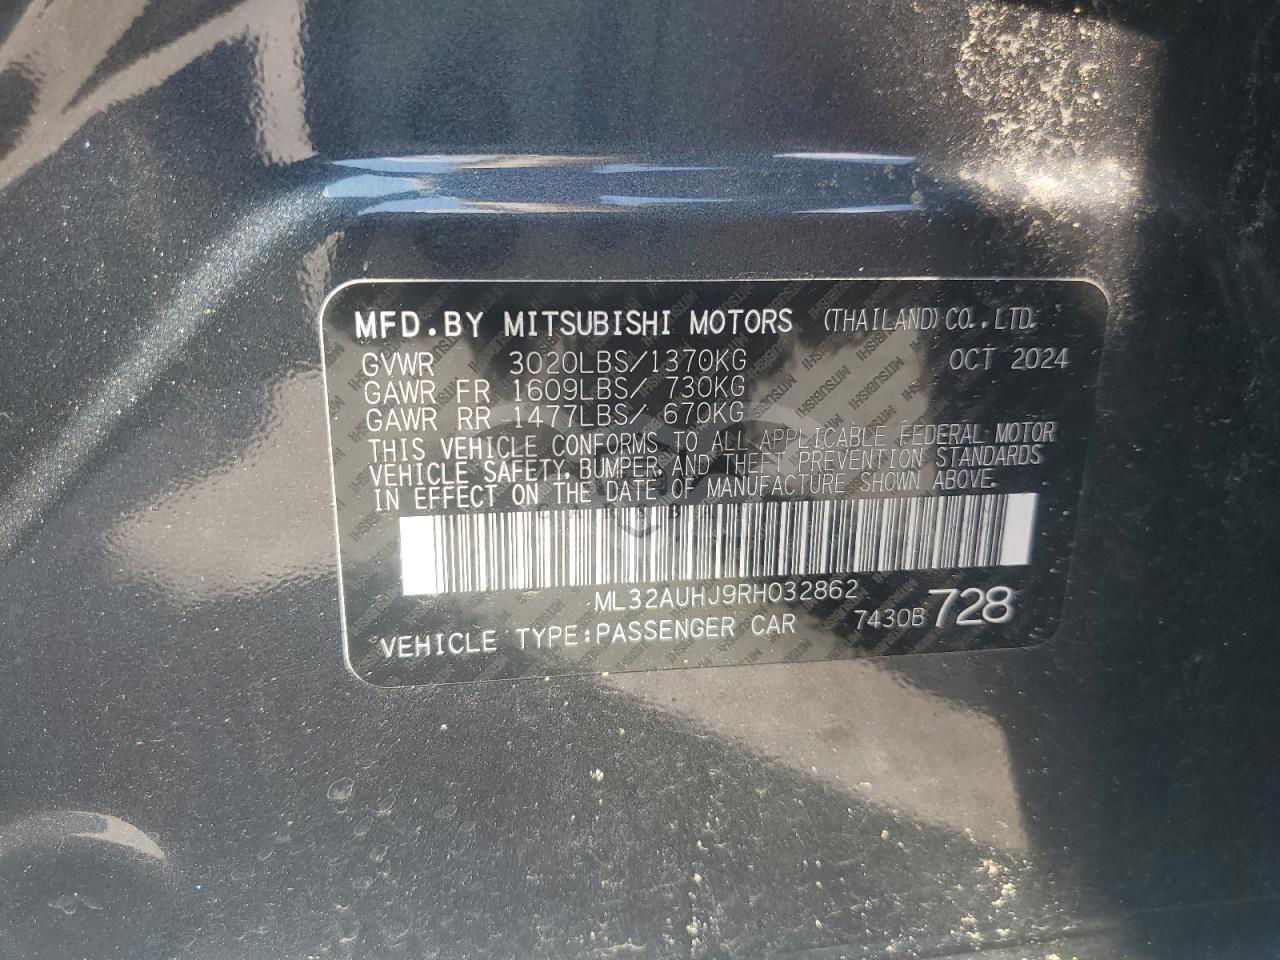 MFD.BY MITSUBISHI MOTORS (THAILAND)CO.,LTD.
GVWR 3020LBS/1370KG OCT 2024
GAWR FR 1609LBS/ 730KG
GAWR RR 1477LBS/ 670KG
THIS VEHICLE CONFORMS TO ALL APPLICABLE FEDERAL MOTOR
VEHICLE SAFETY, BUMPER, AND THEFT PREVENTION STANDARDS
IN EFFECT ON THE DATE OF MANUFACTURE SHOWN ABOVE.
ML32AUHJ9RH032862
VEHICLE TYPE:PASSENGER CAR 7430B 728